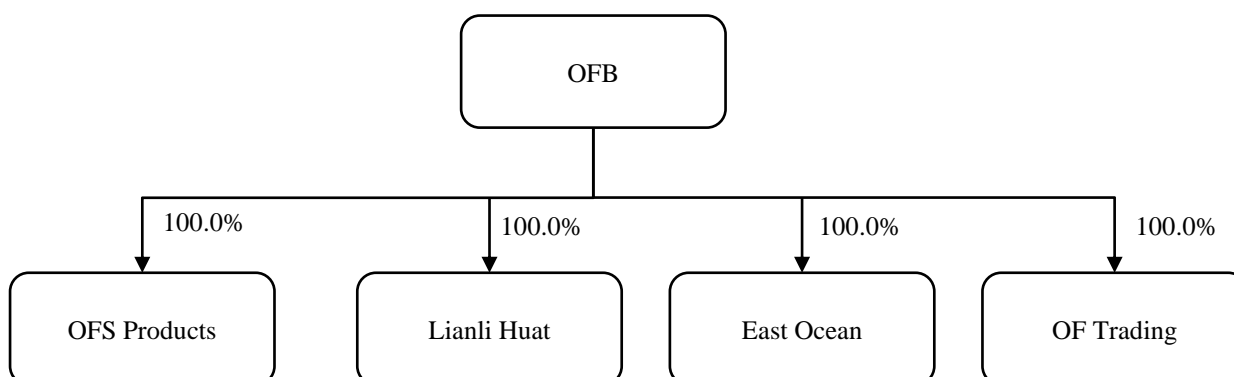 OFB
100.0%
100.0%
100.0%
100.0%
OFS Products
Lianli Huat
East Ocean
OF Trading